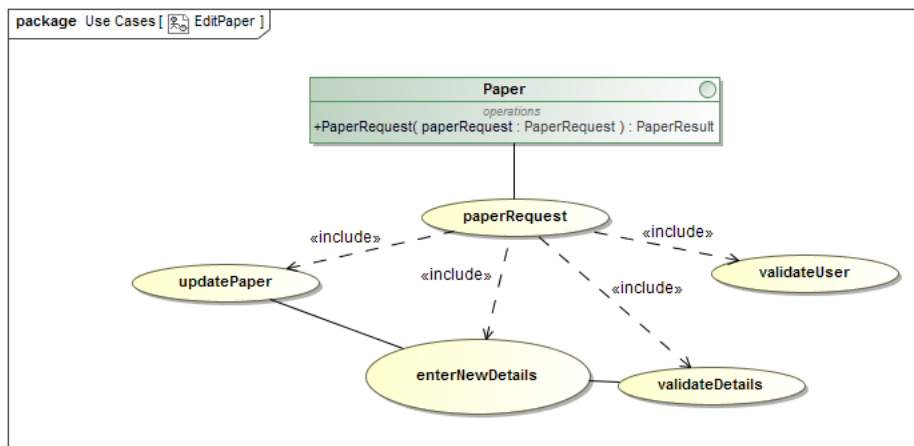 package Use Cases [ EditPaper ]
Paper
operations
+PaperRequest( paperRequest : PaperRequest ) : PaperResult
paperRequest
«include»
«include»
«include»
«include»
updatePaper
validateUser
enterNewDetails
validateDetails